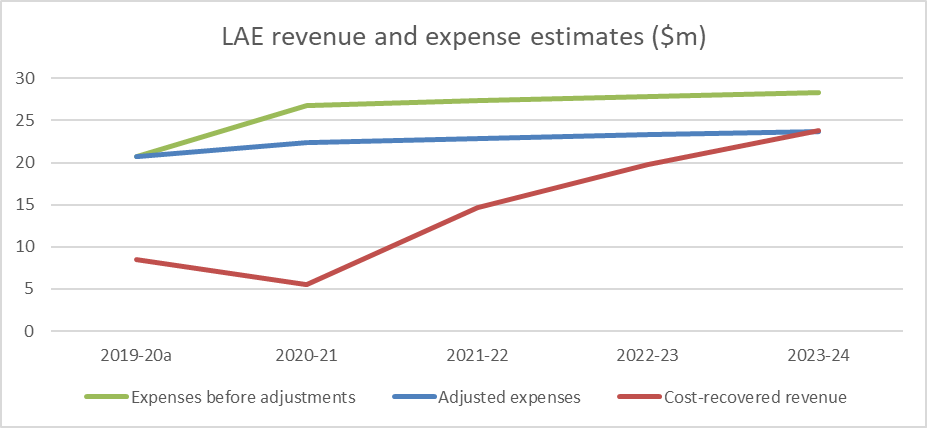 LAE revenue and expense estimates ($m)
30
25
20
15
10
5
0
2019-20a 2020-21 2021-22 2022-23 2023-24
Expenses before adjustments Adjusted expenses Cost-recovered revenue